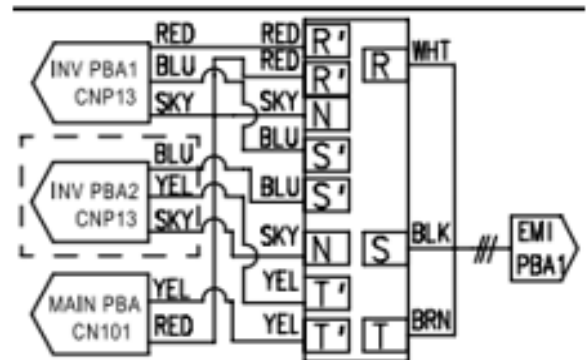 RED
RED
R'
INV PBA1
CNP13
BLU
RED
R'
R
WHT
SKY
SKY
N
BLU
S'
INV PBA2
CNP13
BLU
YEL
BLU
S'
SKY
SKY
N
S
BLK
EMI
PBA1
MAIN PBA
CN101
YEL
YEL
T'
RED
YEL
T'
T
BRN